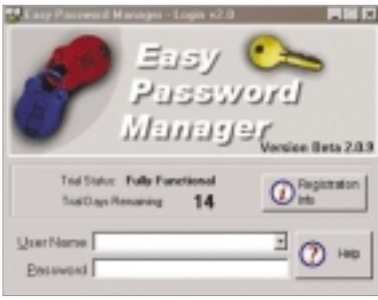 Easy Password Manager - Login v2.0
Easy
Password
Manager
Version Beta 2.0.9
Trial Status: Fully Functional
Trial Days Remaining 14
Registration
Info
User Name
Help
Password